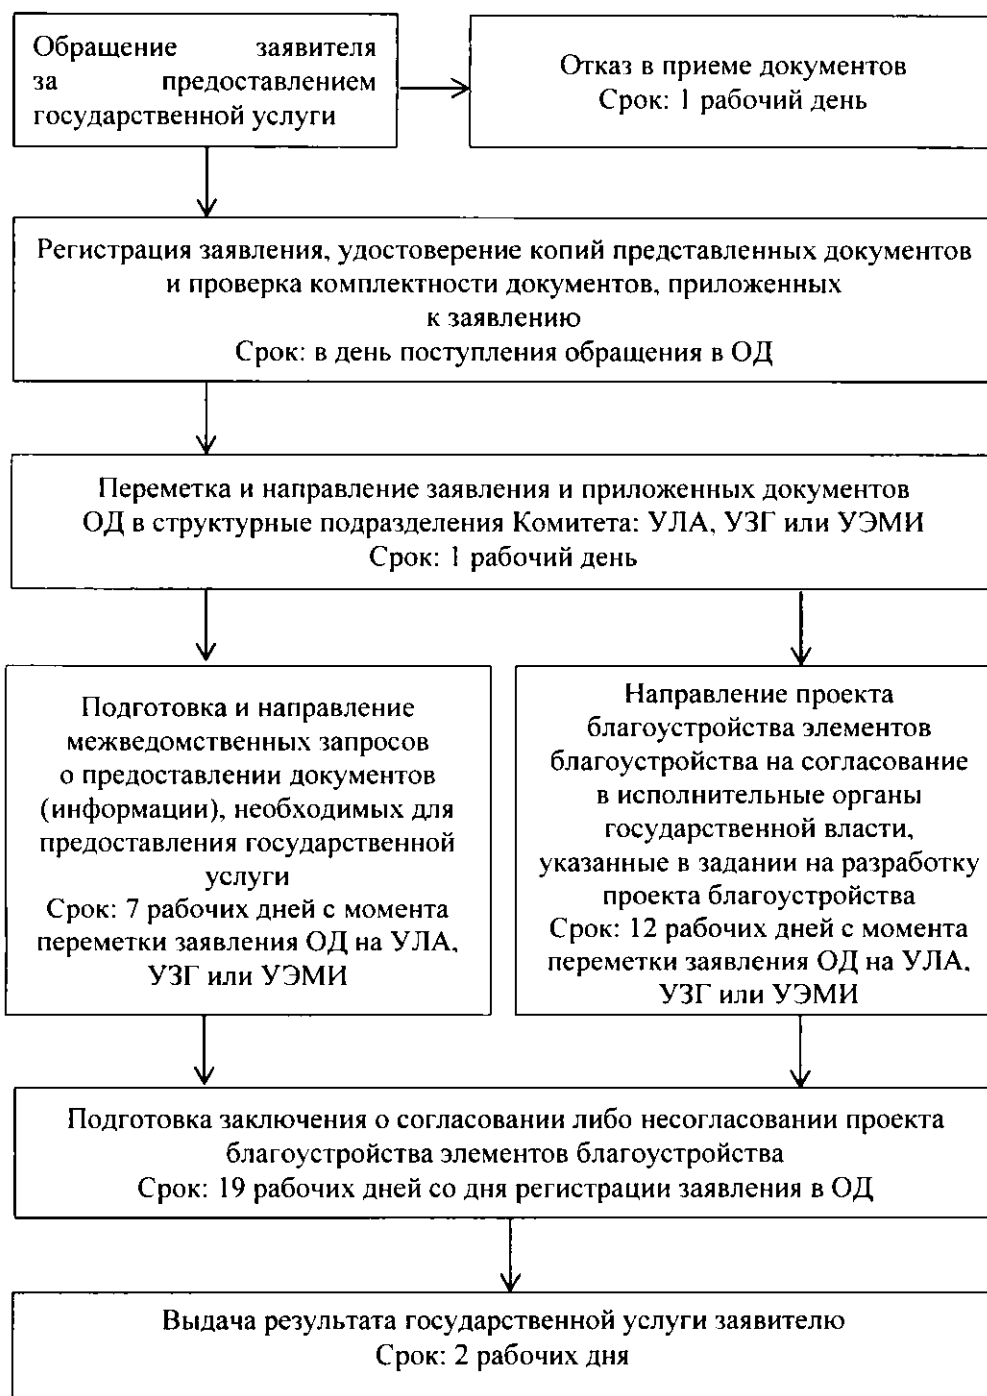 Обращение заявителя
за предоставлением
государственной услуги
Отказ в приеме документов
Срок: 1 рабочий день
Регистрация заявления, удостоверение копий представленных документов
и проверка комплектности документов, приложенных
к заявлению
Срок: в день поступления обращения в ОД
Переметка и направление заявления и приложенных документов
ОД в структурные подразделения Комитета: УЛА, УЗГ или УЭМИ
Срок: 1 рабочий день
Подготовка и направление
межведомственных запросов
о предоставлении документов
(информации), необходимых для
предоставления государственной
услуги
Срок: 7 рабочих дней с момента
переметки заявления ОД на УЛА,
УЗГ или УЭМИ
Направление проекта
благоустройства элементов
благоустройства на согласование
в исполнительные органы
государственной власти,
указанные в задании на разработку
проекта благоустройства
Срок: 12 рабочих дней с момента
переметки заявления ОД на УЛА,
УЗГ или УЭМИ
Подготовка заключения о согласовании либо несогласовании проекта
благоустройства элементов благоустройства
Срок: 19 рабочих дней со дня регистрации заявления в ОД
Выдача результата государственной услуги заявителю
Срок: 2 рабочих дня